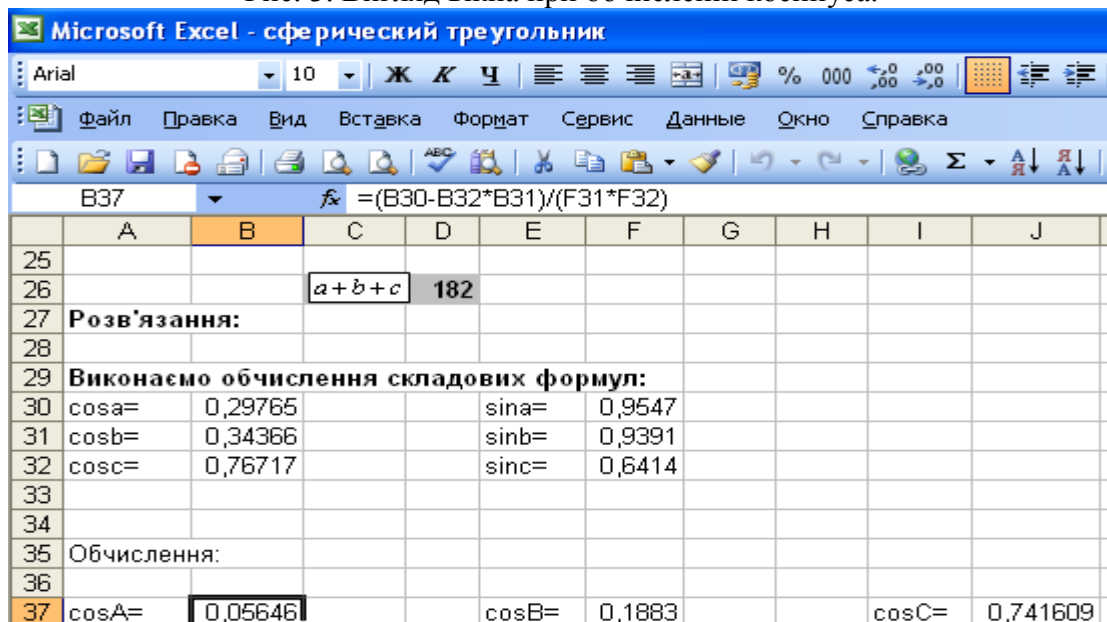 Microsoft Excel - сферический треугольник
Arial 10 Ж К Ч % 000
Файл Правка Вид Вставка Формат Сервис Данные Окно Справка
B37 fx =(B30-B32*B31)/(F31*F32)
A B C D E F G H I J
25
26 a+b+c 182
27 Розв'язання:
28
29 Виконаємо обчислення складових формул:
30 cosa= 0,29765 sina= 0,9547
31 cosb= 0,34366 sinb= 0,9391
32 cosc= 0,76717 sinc= 0,6414
33
34
35 Обчислення:
36
37 cosA= 0,05646 cosB= 0,1883 cosC= 0,741609